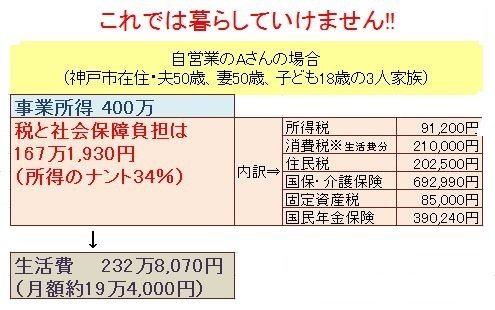 これでは暮らしていけません!!
自営業のAさんの場合
(神戸市在住・夫50歳、妻50歳、子ども18歳の3人家族)
事業所得 400万
税と社会保障負担は
167万1,930円
(所得のナント34%)
内訳⇒
所得税 91,200円
消費税※生活費分 210,000円
住民税 202,500円
国保・介護保険 692,990円
固定資産税 85,000円
国民年金保険 390,240円
↓
生活費 232万8,070円
(月額約19万4,000円)